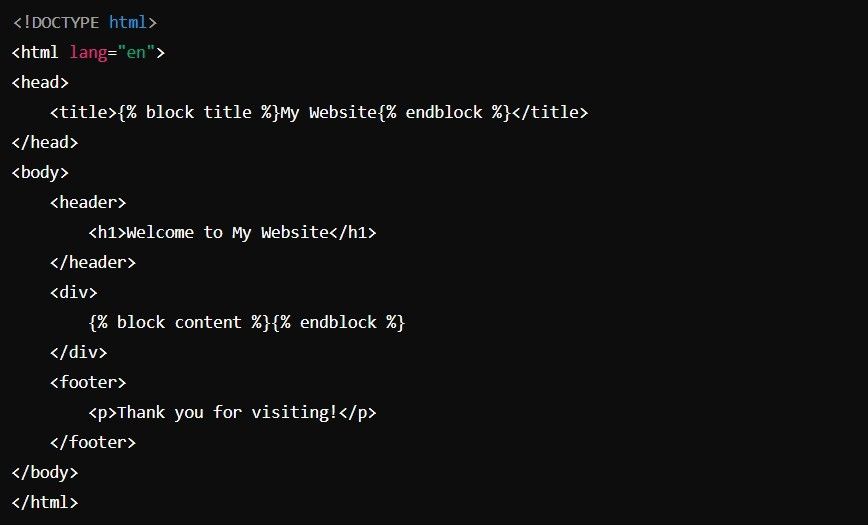 <!DOCTYPE html>
<html lang="en">
<head>
    <title>{% block title %}My Website{% endblock %}</title>
</head>
<body>
    <header>
        <h1>Welcome to My Website</h1>
    </header>
    <div>
        {% block content %}{% endblock %}
    </div>
    <footer>
        <p>Thank you for visiting!</p>
    </footer>
</body>
</html>